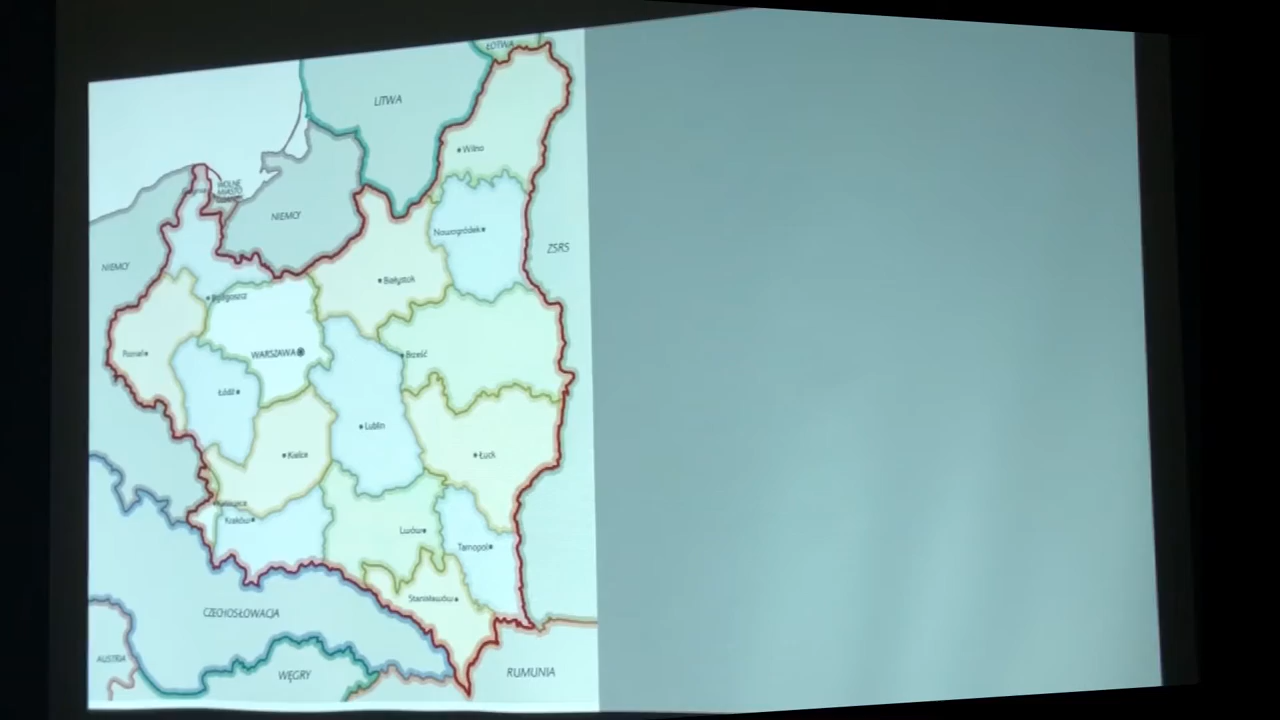 ŁOTWA
LITWA
Wilno
WOLNE
MIASTO
NIEMCY
Nowogródek
ZSRS
NIEMCY
Białystok
Bydgoszcz
Poznań
WARSZAWA
Brześć
Łódź
Lublin
Kielce
Łuck
Katowice
Kraków
Lwów
Tarnopol
Stanisławów
CZECHOSŁOWACJA
AUSTRIA
WĘGRY
RUMUNIA